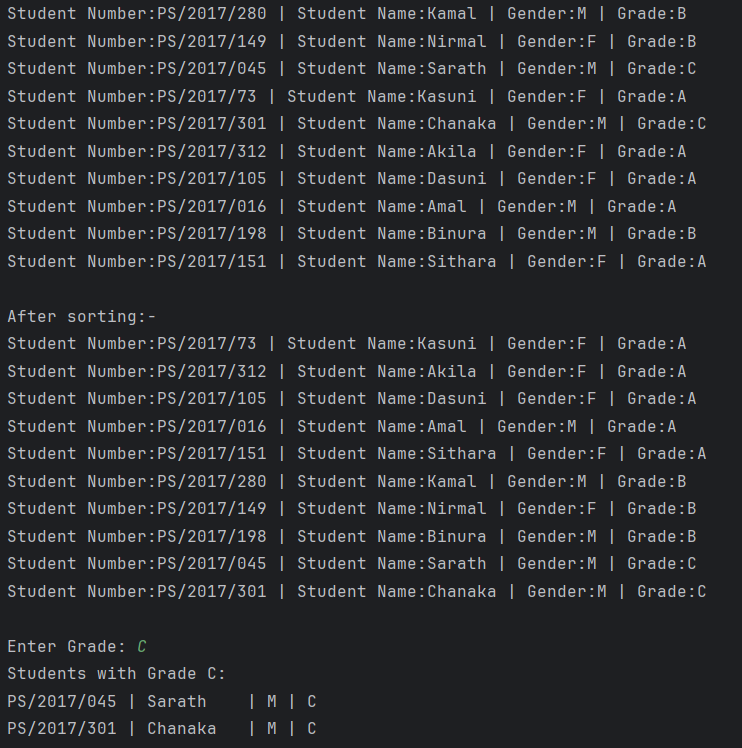 Student Number:PS/2017/280 | Student Name:Kamal | Gender:M | Grade:B
Student Number:PS/2017/149 | Student Name:Nirmal | Gender:F | Grade:B
Student Number:PS/2017/045 | Student Name:Sarath | Gender:M | Grade:C
Student Number:PS/2017/73 | Student Name:Kasuni | Gender:F | Grade:A
Student Number:PS/2017/301 | Student Name:Chanaka | Gender:M | Grade:C
Student Number:PS/2017/312 | Student Name:Akila | Gender:F | Grade:A
Student Number:PS/2017/105 | Student Name:Dasuni | Gender:F | Grade:A
Student Number:PS/2017/016 | Student Name:Amal | Gender:M | Grade:A
Student Number:PS/2017/198 | Student Name:Binura | Gender:M | Grade:B
Student Number:PS/2017/151 | Student Name:Sithara | Gender:F | Grade:A

After sorting:-
Student Number:PS/2017/73 | Student Name:Kasuni | Gender:F | Grade:A
Student Number:PS/2017/312 | Student Name:Akila | Gender:F | Grade:A
Student Number:PS/2017/105 | Student Name:Dasuni | Gender:F | Grade:A
Student Number:PS/2017/016 | Student Name:Amal | Gender:M | Grade:A
Student Number:PS/2017/151 | Student Name:Sithara | Gender:F | Grade:A
Student Number:PS/2017/280 | Student Name:Kamal | Gender:M | Grade:B
Student Number:PS/2017/149 | Student Name:Nirmal | Gender:F | Grade:B
Student Number:PS/2017/198 | Student Name:Binura | Gender:M | Grade:B
Student Number:PS/2017/045 | Student Name:Sarath | Gender:M | Grade:C
Student Number:PS/2017/301 | Student Name:Chanaka | Gender:M | Grade:C

Enter Grade: C
Students with Grade C:
PS/2017/045 | Sarath    | M | C
PS/2017/301 | Chanaka   | M | C